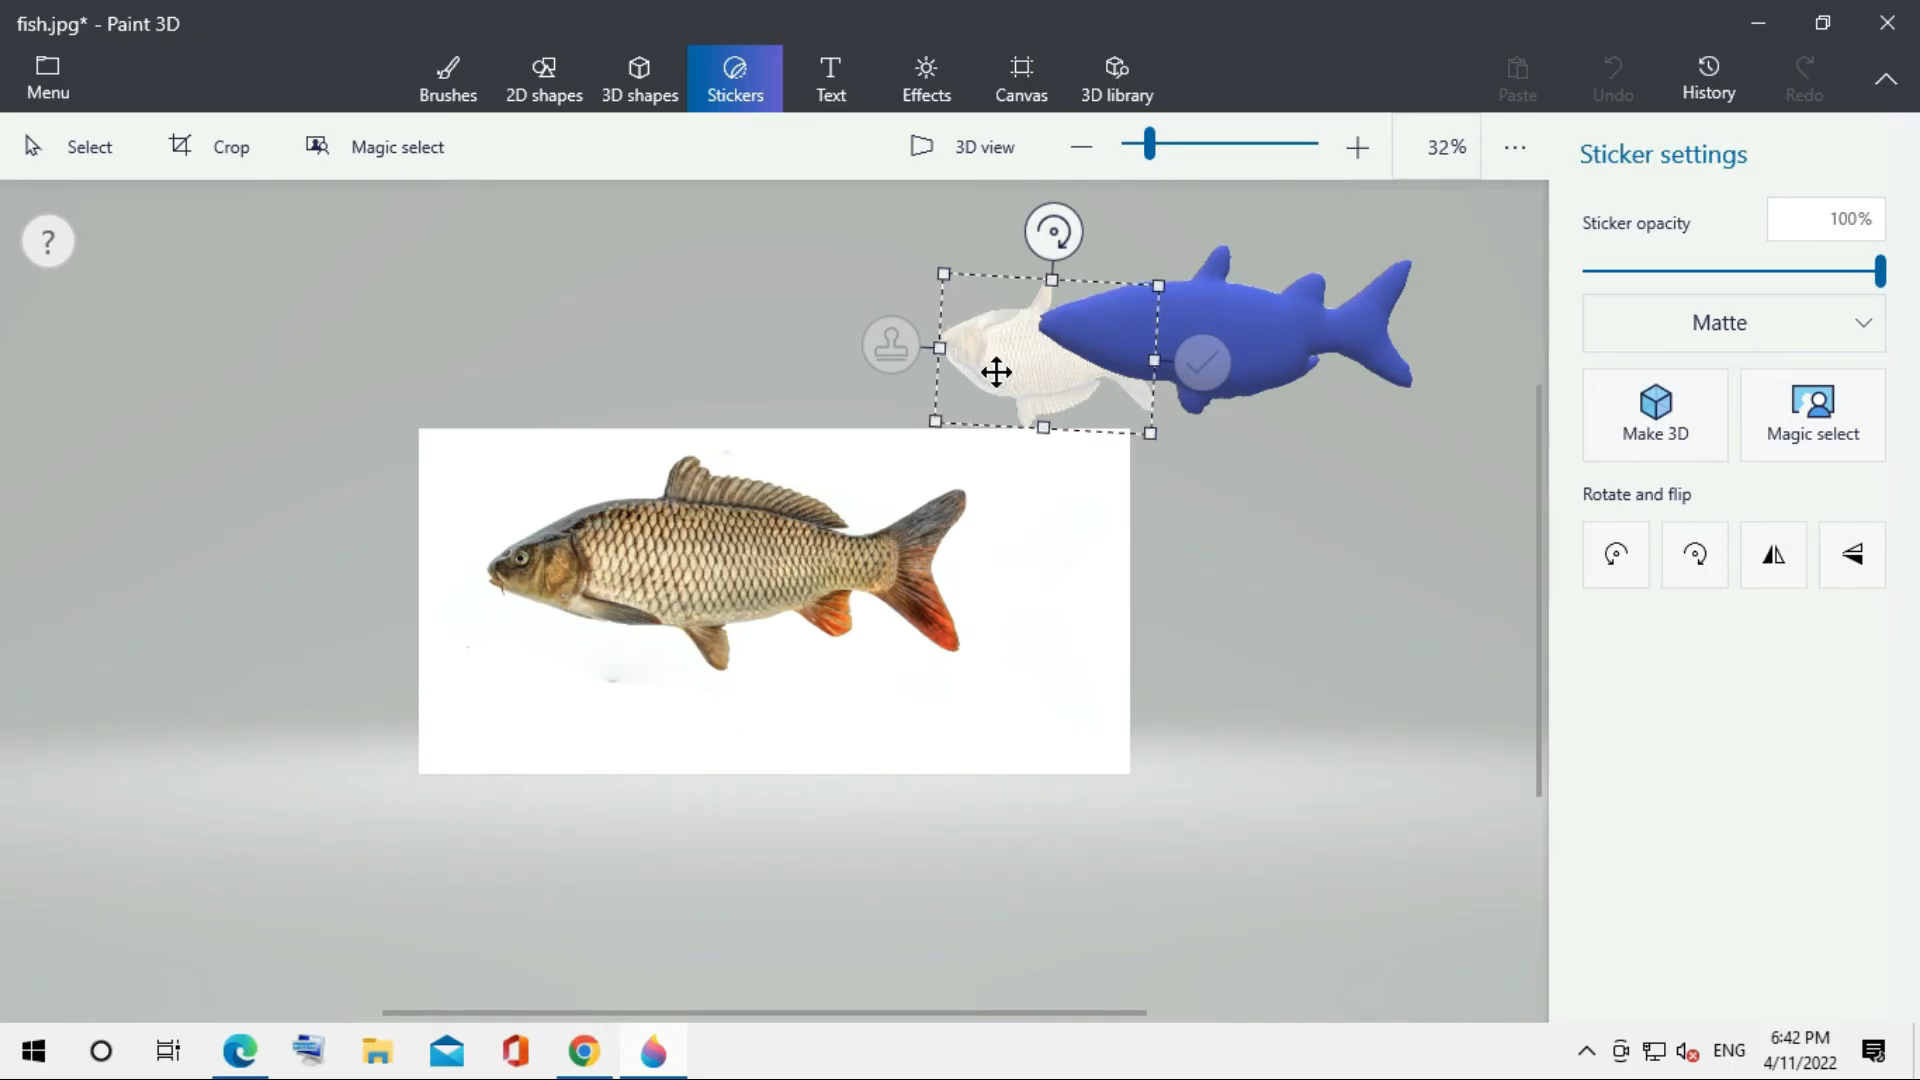 fish.jpg* - Paint 3D
Menu
Brushes
2D shapes
3D shapes
Stickers
Text
Effects
Canvas
3D library
Paste
Undo
History
Redo
Select
Crop
Magic select
3D view
32%
Sticker settings
Sticker opacity
100%
Matte
Make 3D
Magic select
Rotate and flip
?
ENG
6:42 PM
4/11/2022